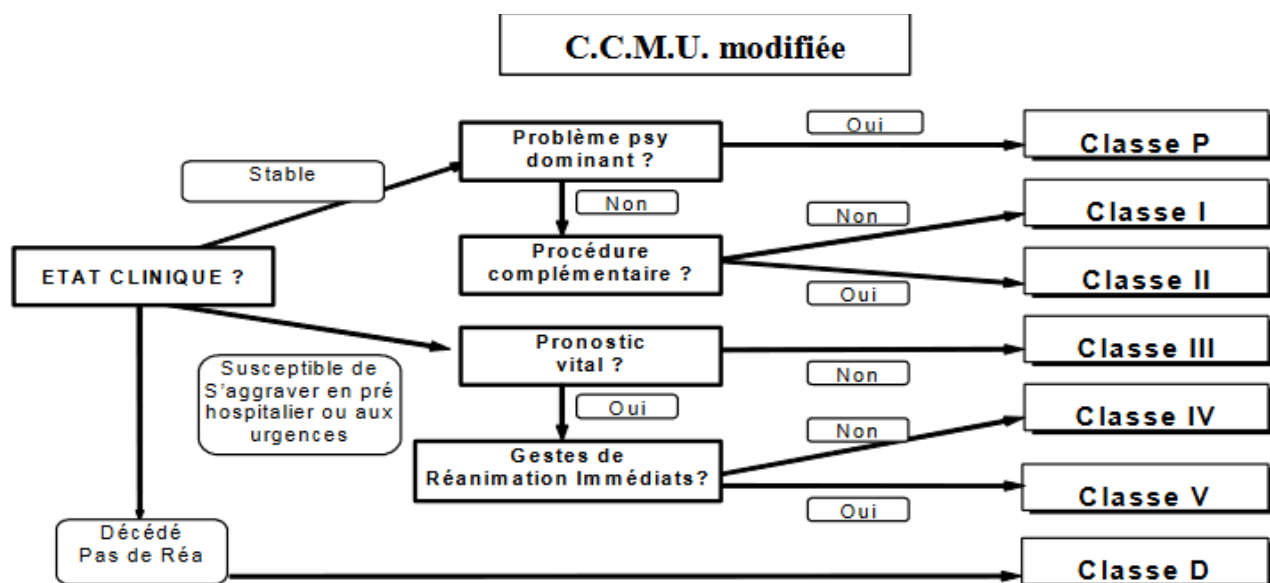 C.C.M.U. modifiée
Problème psy
dominant ?
Oui
Classe P
Stable
Non
Procédure
complémentaire ?
Non
Classe I
Oui
Classe II
ETAT CLINIQUE ?
Susceptible de
S'aggraver en pré
hospitalier ou aux
urgences
Pronostic
vital ?
Non
Classe III
Oui
Gestes de
Réanimation Immédiats?
Non
Classe IV
Oui
Classe V
Décédé
Pas de Réa
Classe D